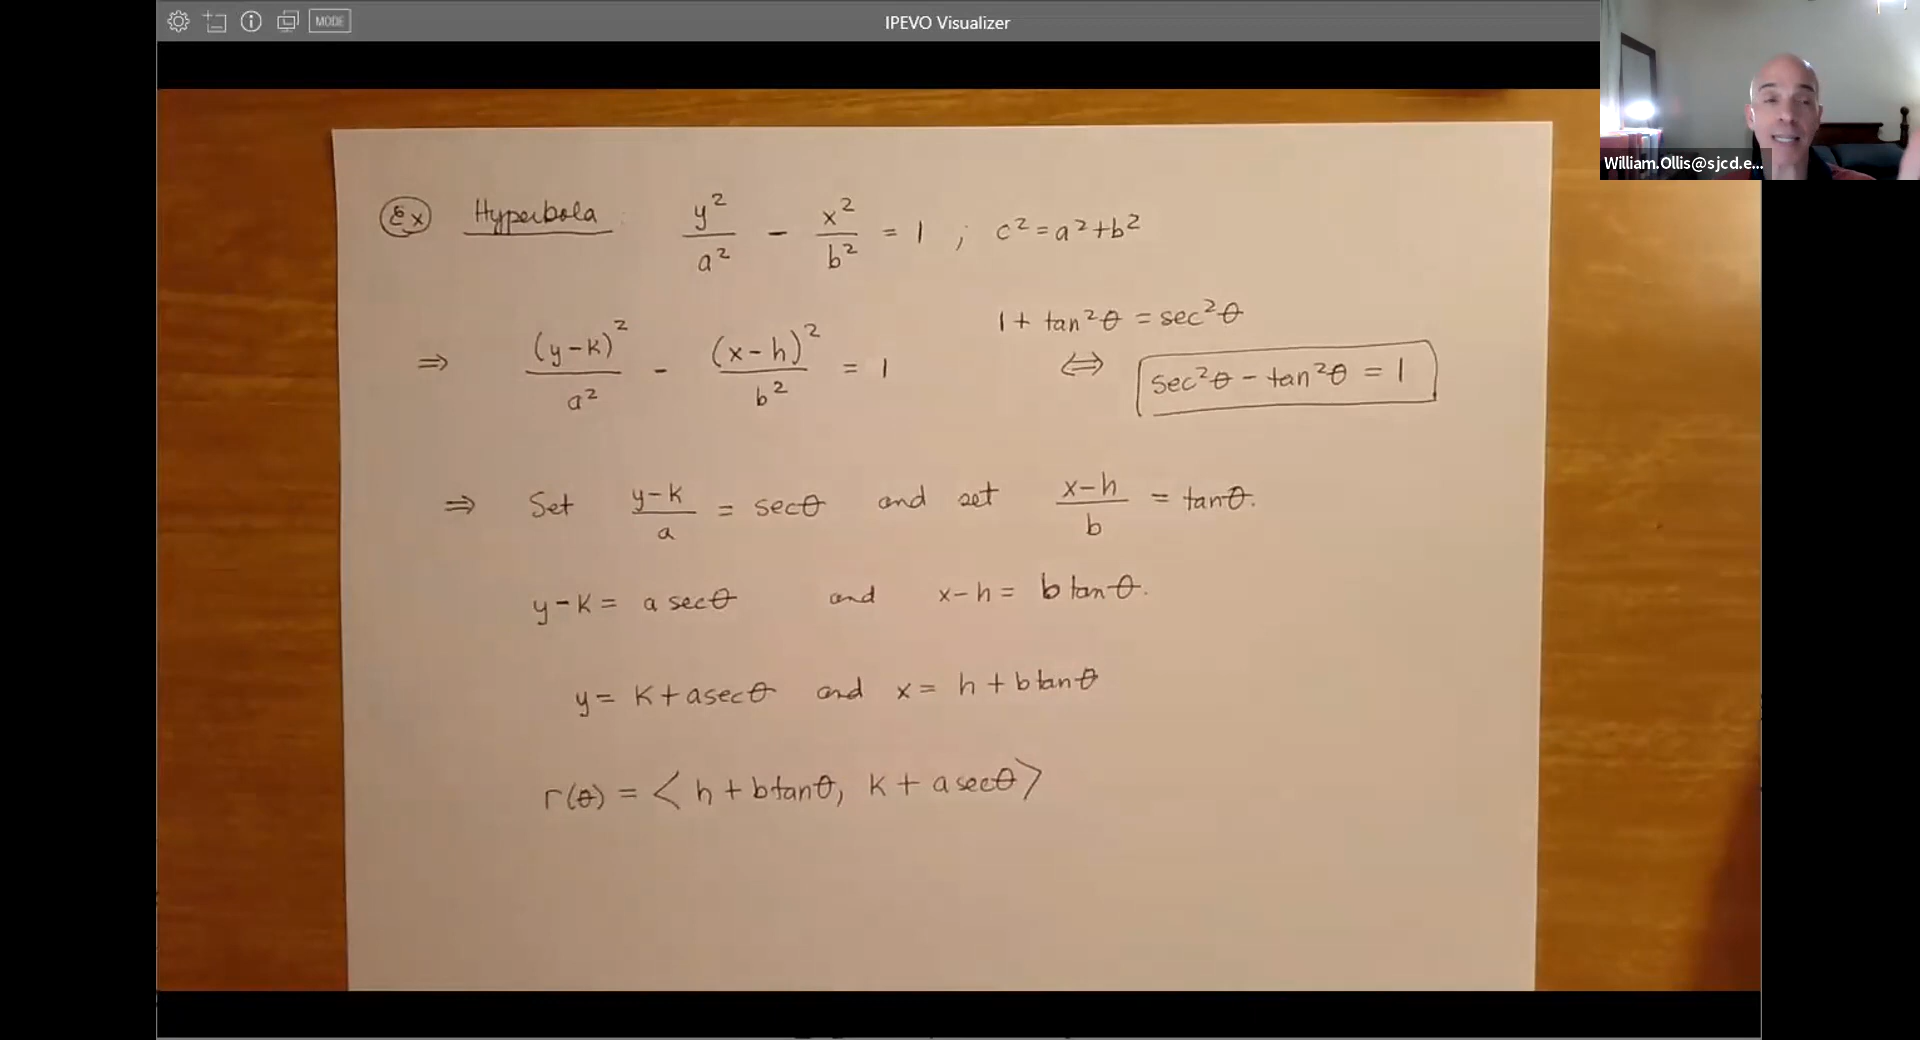 MODE
IPEVO Visualizer
William.Ollis@sjcd.e...
Ex Hyperbola : y²/a² - x²/b² = 1 ; c² = a² + b²
⇒ (y-k)²/a² - (x-h)²/b² = 1
1 + tan²θ = sec²θ
⟺ sec²θ - tan²θ = 1
⇒ Set y-k/a = secθ and set x-h/b = tanθ.
y-k = a secθ and x-h = b tanθ.
y = k + a secθ and x = h + b tanθ
r(θ) = < h + b tanθ, k + a secθ >